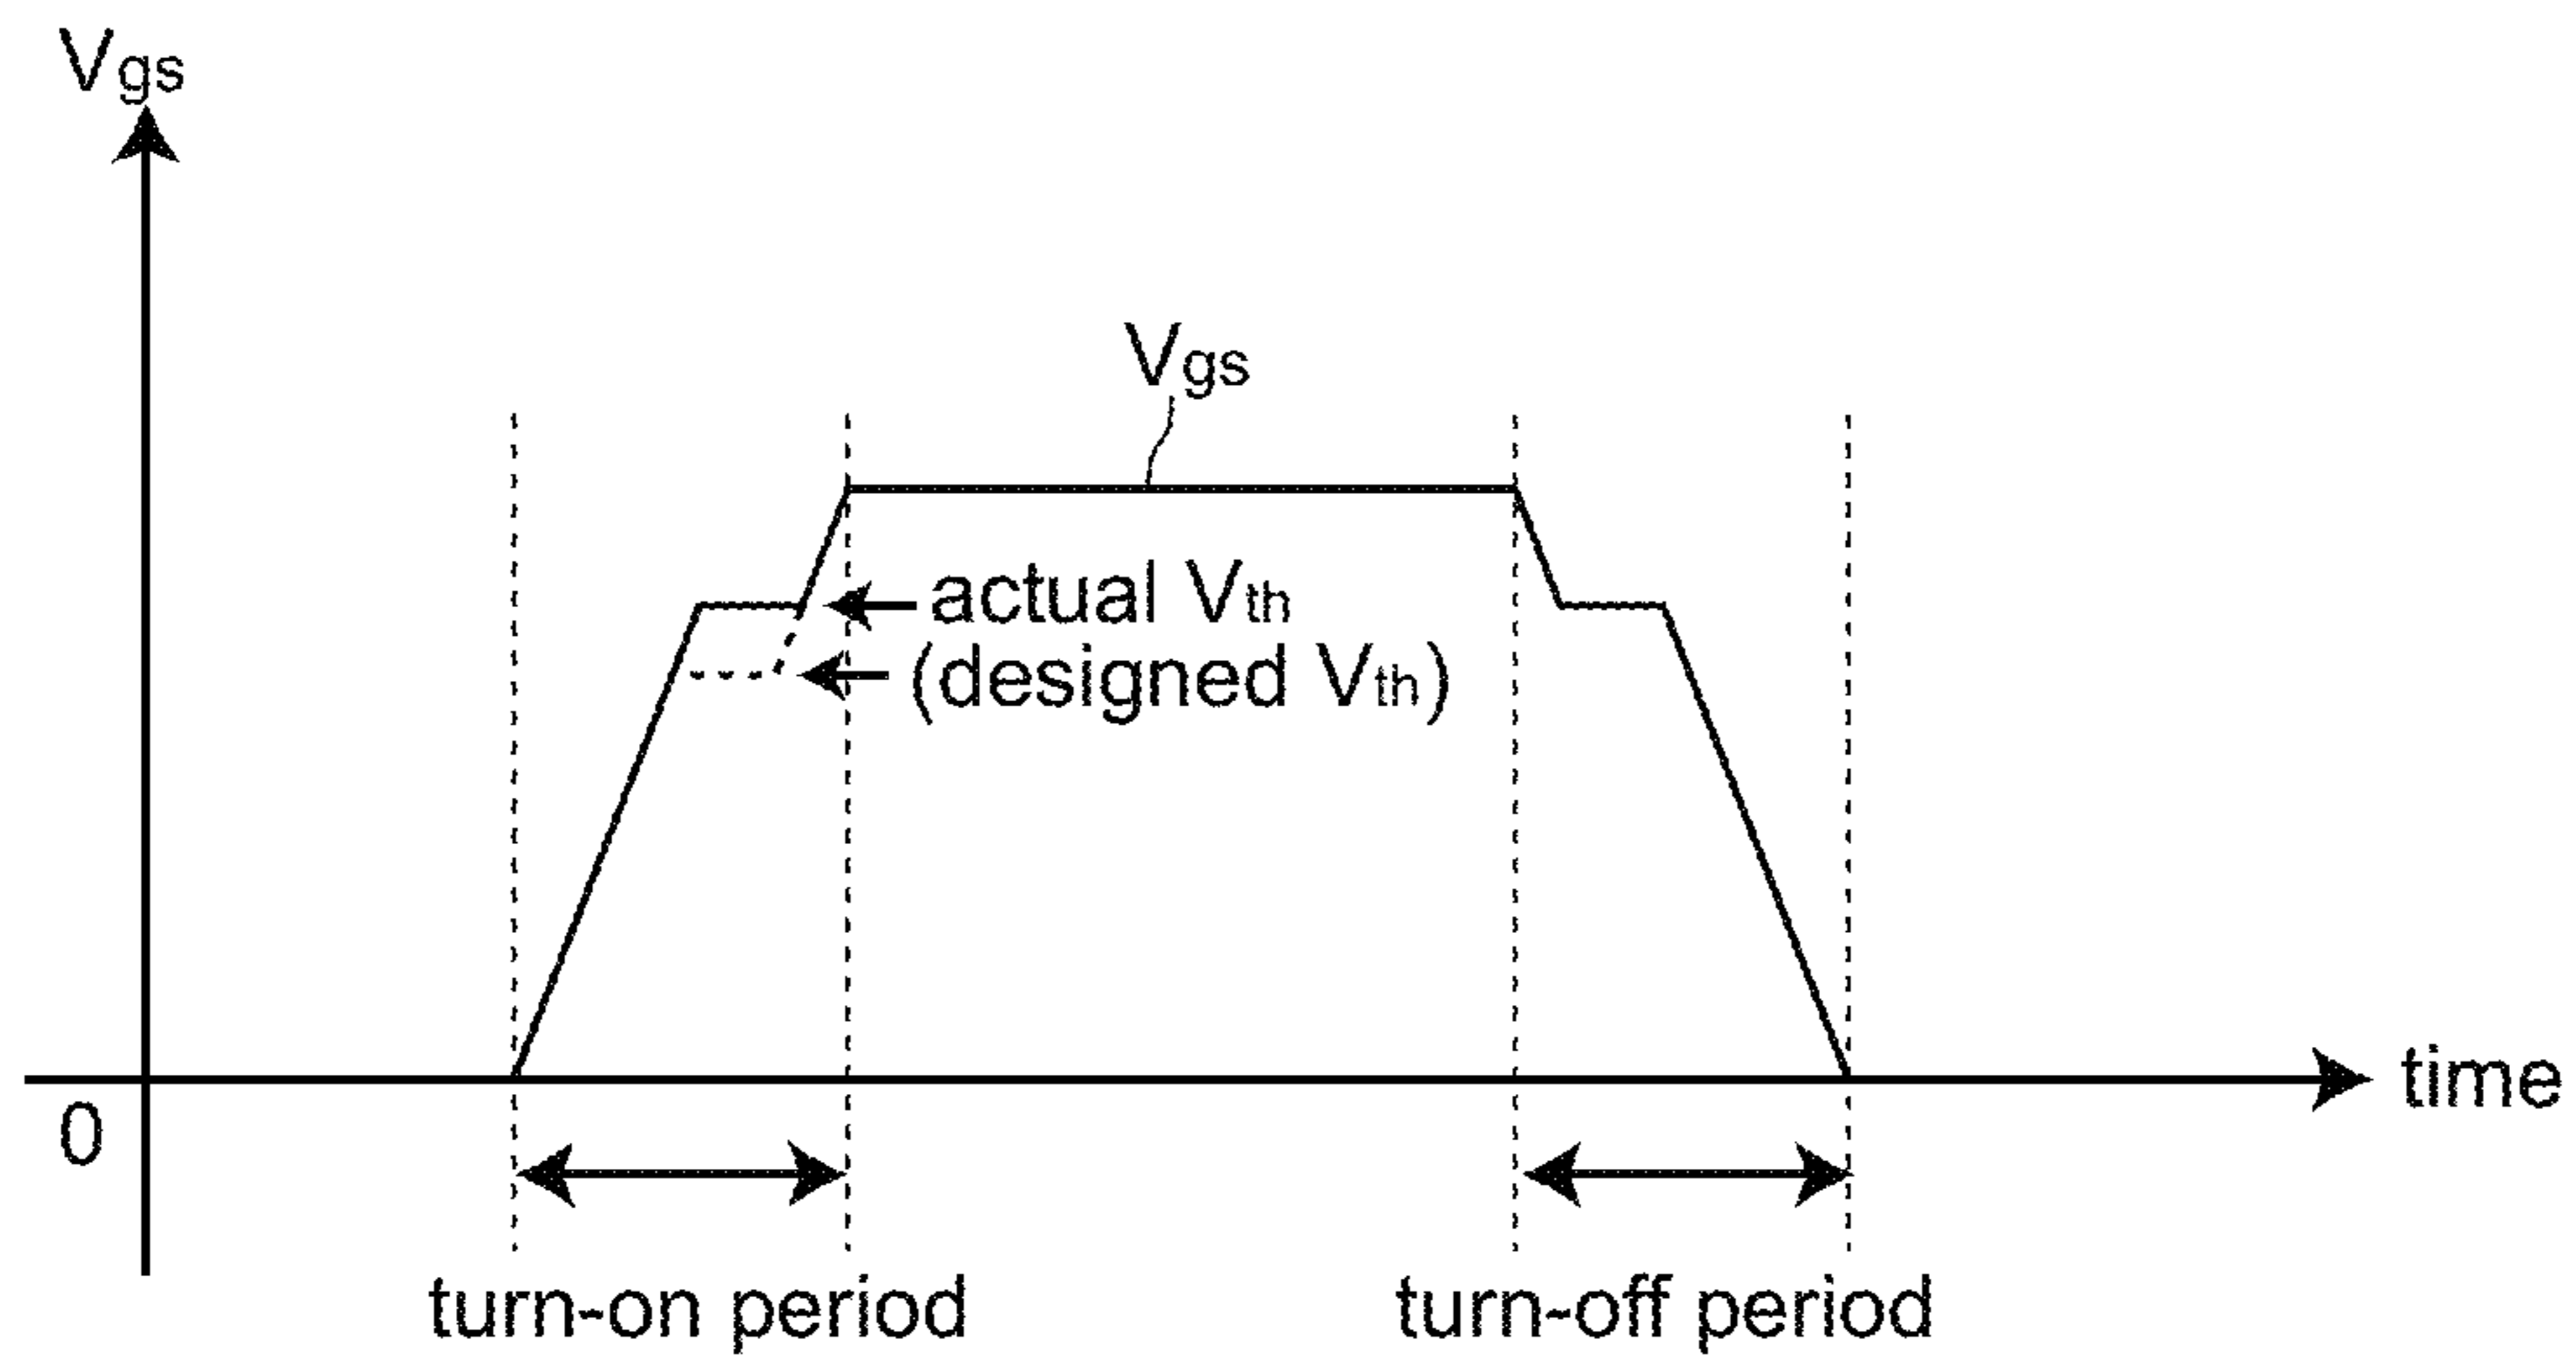 Vgs
Vgs
actual Vth
(designed Vth)
time
0
turn-on period
turn-off period